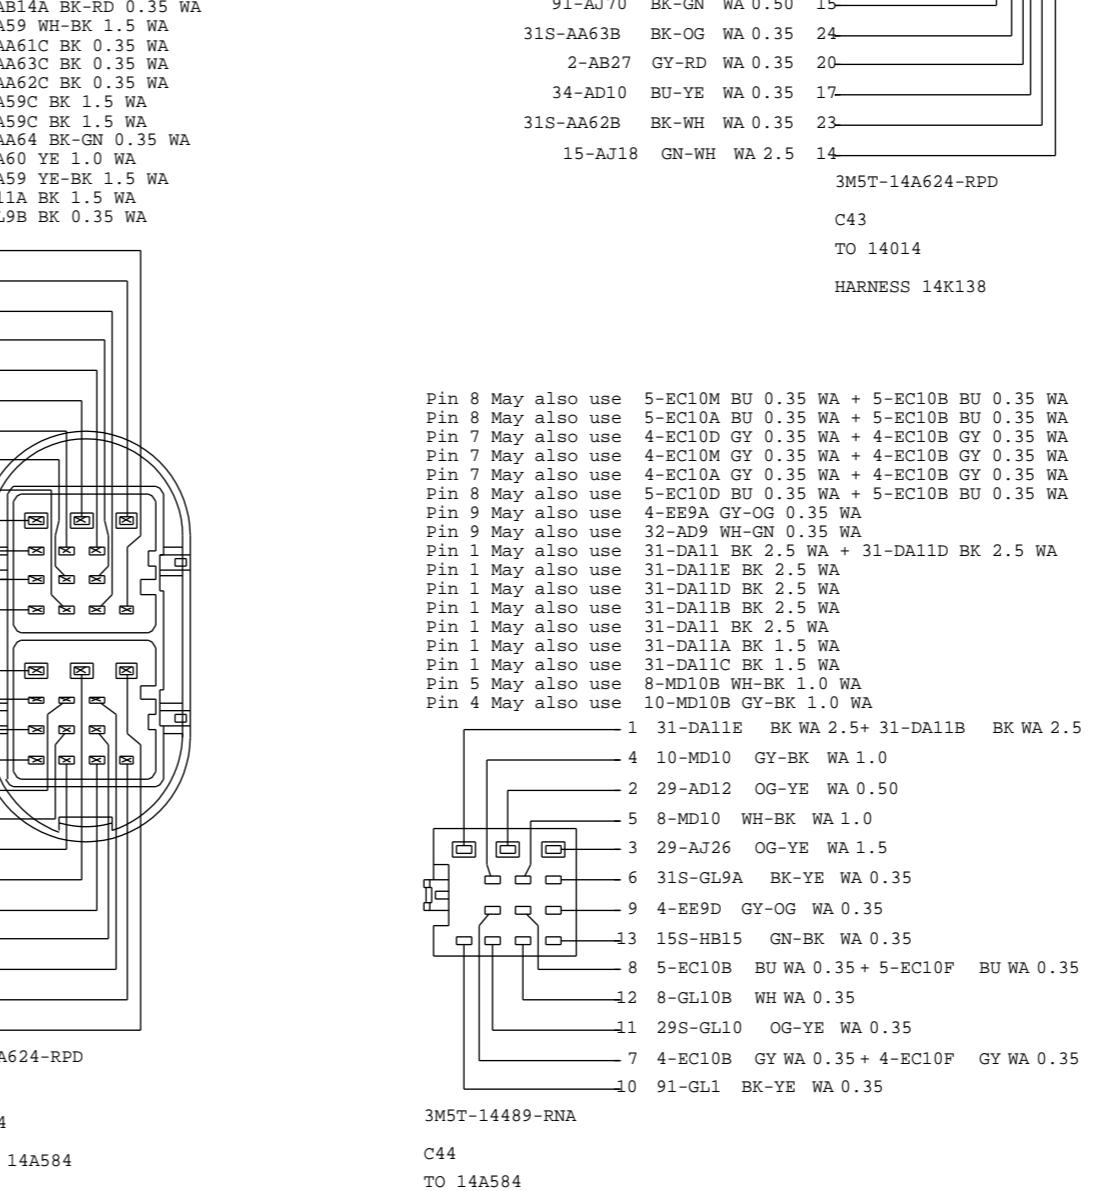 AB14A BK-RD 0.35 WA
A59 WH-BK 1.5 WA
AA61C BK 0.35 WA
AA63C BK 0.35 WA
AA62C BK 0.35 WA
A59C BK 1.5 WA
A59C BK 1.5 WA
AA64 BK-GN 0.35 WA
A60 YE 1.0 WA
A59 YE-BK 1.5 WA
11A BK 1.5 WA
L9B BK 0.35 WA
A624-RPD
4
14A584
91-AJ70 BK-GN WA 0.50 15
31S-AA63B BK-OG WA 0.35 24
2-AB27 GY-RD WA 0.35 20
34-AD10 BU-YE WA 0.35 17
31S-AA62B BK-WH WA 0.35 23
15-AJ18 GN-WH WA 2.5 14
3M5T-14A624-RPD
C43
TO 14014
HARNESS 14K138
Pin 8 May also use 5-EC10M BU 0.35 WA + 5-EC10B BU 0.35 WA
Pin 8 May also use 5-EC10A BU 0.35 WA + 5-EC10B BU 0.35 WA
Pin 7 May also use 4-EC10D GY 0.35 WA + 4-EC10B GY 0.35 WA
Pin 7 May also use 4-EC10M GY 0.35 WA + 4-EC10B GY 0.35 WA
Pin 7 May also use 4-EC10A GY 0.35 WA + 4-EC10B GY 0.35 WA
Pin 8 May also use 5-EC10D BU 0.35 WA + 5-EC10B BU 0.35 WA
Pin 9 May also use 4-EE9A GY-OG 0.35 WA
Pin 9 May also use 32-AD9 WH-GN 0.35 WA
Pin 1 May also use 31-DA11 BK 2.5 WA + 31-DA11D BK 2.5 WA
Pin 1 May also use 31-DA11E BK 2.5 WA
Pin 1 May also use 31-DA11D BK 2.5 WA
Pin 1 May also use 31-DA11B BK 2.5 WA
Pin 1 May also use 31-DA11 BK 2.5 WA
Pin 1 May also use 31-DA11A BK 1.5 WA
Pin 1 May also use 31-DA11C BK 1.5 WA
Pin 5 May also use 8-MD10B WH-BK 1.0 WA
Pin 4 May also use 10-MD10B GY-BK 1.0 WA
1 31-DA11E BK WA 2.5+ 31-DA11B BK WA 2.5
4 10-MD10 GY-BK WA 1.0
2 29-AD12 OG-YE WA 0.50
5 8-MD10 WH-BK WA 1.0
3 29-AJ26 OG-YE WA 1.5
6 31S-GL9A BK-YE WA 0.35
9 4-EE9D GY-OG WA 0.35
13 15S-HB15 GN-BK WA 0.35
8 5-EC10B BU WA 0.35 + 5-EC10F BU WA 0.35
12 8-GL10B WH WA 0.35
11 29S-GL10 OG-YE WA 0.35
7 4-EC10B GY WA 0.35 + 4-EC10F GY WA 0.35
10 91-GL1 BK-YE WA 0.35
3M5T-14489-RNA
C44
TO 14A584